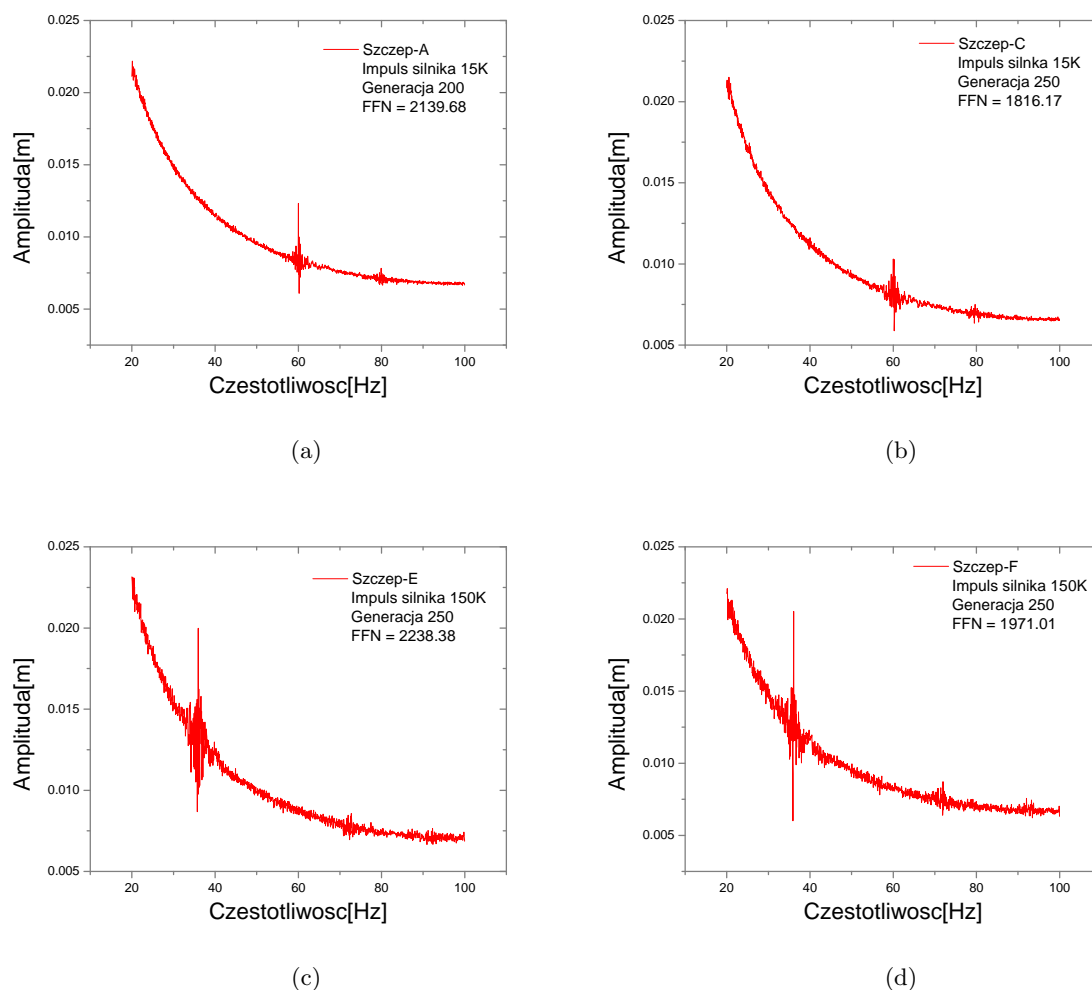 0.025
0.020
0.015
0.010
0.005
Amplituda[m]
20 40 60 80 100
Czestotliwosc[Hz]
Szczep-A
Impuls silnika 15K
Generacja 200
FFN = 2139.68
(a)
0.025
0.020
0.015
0.010
0.005
Amplituda[m]
20 40 60 80 100
Czestotliwosc[Hz]
Szczep-C
Impuls silnika 15K
Generacja 250
FFN = 1816.17
(b)
0.025
0.020
0.015
0.010
0.005
Amplituda[m]
20 40 60 80 100
Czestotliwosc[Hz]
Szczep-E
Impuls silnika 150K
Generacja 250
FFN = 2238.38
(c)
0.025
0.020
0.015
0.010
0.005
Amplituda[m]
20 40 60 80 100
Czestotliwosc[Hz]
Szczep-F
Impuls silnika 150K
Generacja 250
FFN = 1971.01
(d)